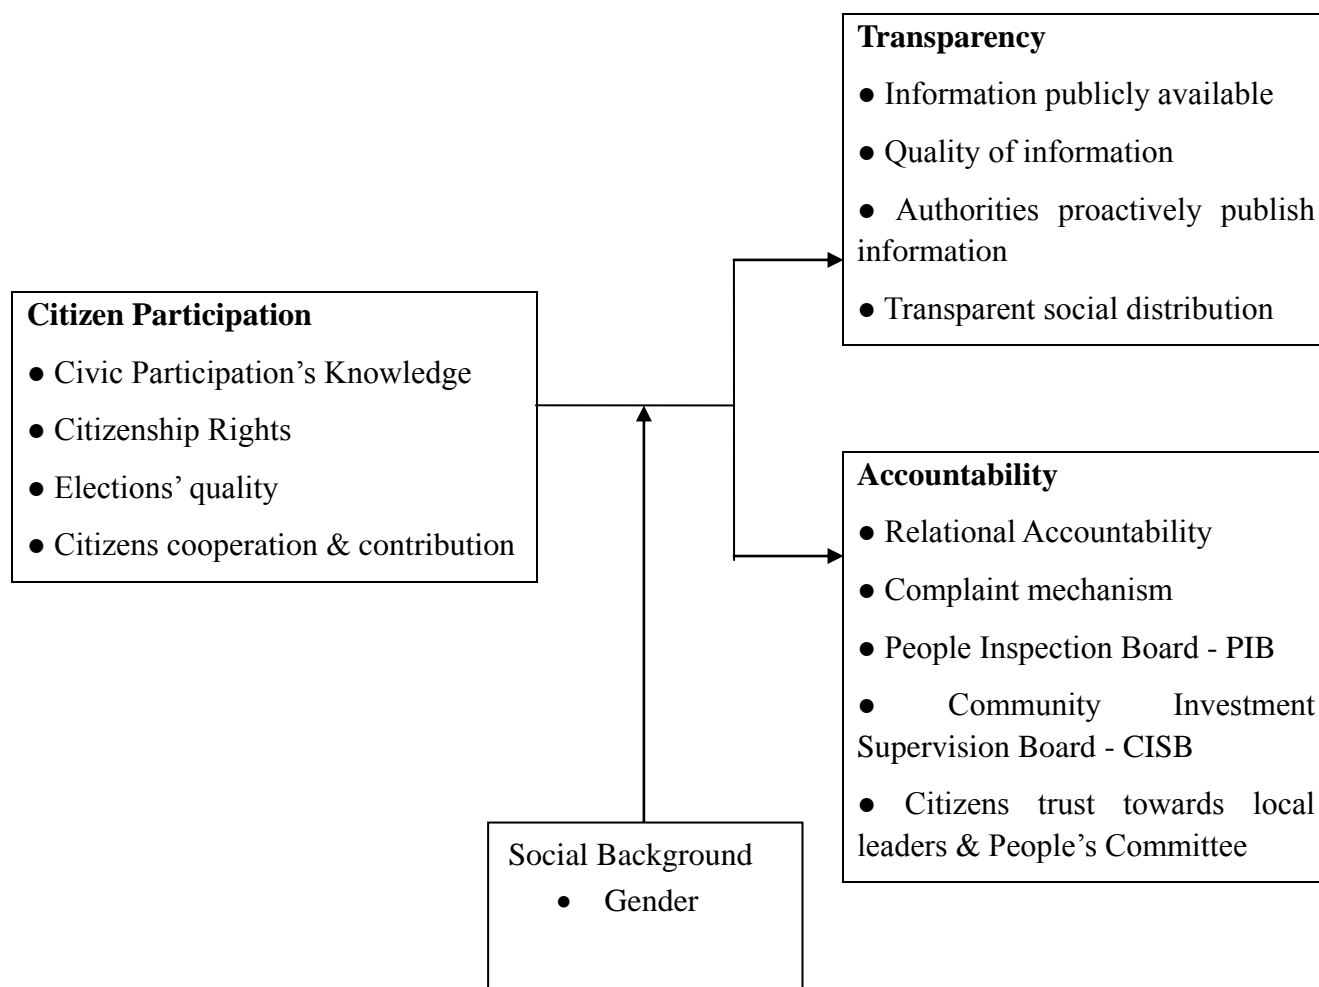 Transparency
● Information publicly available
● Quality of information
● Authorities proactively publish
information
● Transparent social distribution
Citizen Participation
● Civic Participation’s Knowledge
● Citizenship Rights
● Elections’ quality
● Citizens cooperation & contribution
Accountability
● Relational Accountability
● Complaint mechanism
● People Inspection Board - PIB
● Community Investment
Supervision Board - CISB
● Citizens trust towards local
leaders & People’s Committee
Social Background
● Gender